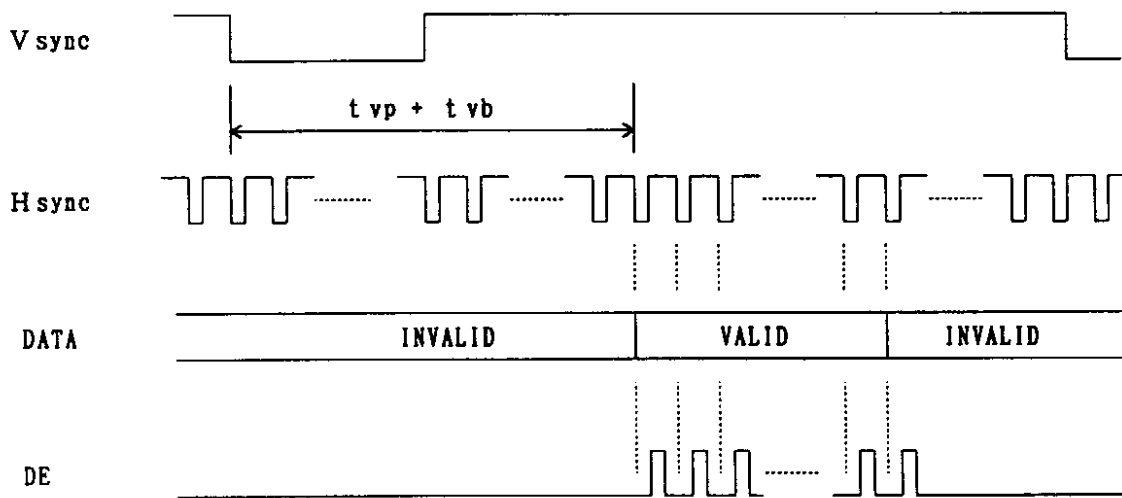 V sync
t vp + t vb
H sync
DATA
INVALID
VALID
INVALID
DE